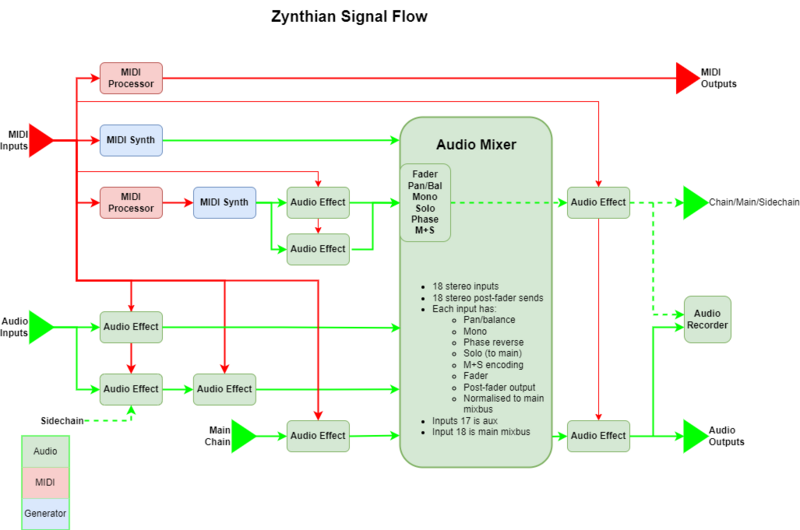 Zynthian Signal Flow
MIDI
Processor
MIDI
Outputs
MIDI
Inputs
MIDI Synth
Audio Mixer
Fader
Pan/Bal
Mono
Solo
Phase
M+S
MIDI
Processor
MIDI Synth
Audio Effect
Audio Effect
Audio Effect
Chain/Main/Sidechain
• 18 stereo inputs
• 18 stereo post-fader sends
• Each input has:
○ Pan/balance
○ Mono
○ Phase reverse
○ Solo (to main)
○ M+S encoding
○ Fader
○ Post-fader output
○ Normalised to main
mixbus
• Inputs 17 is aux
• Input 18 is main mixbus
Audio
Inputs
Audio Effect
Audio
Recorder
Audio Effect
Audio Effect
Sidechain
Main
Chain
Audio Effect
Audio Effect
Audio
Outputs
Audio
MIDI
Generator